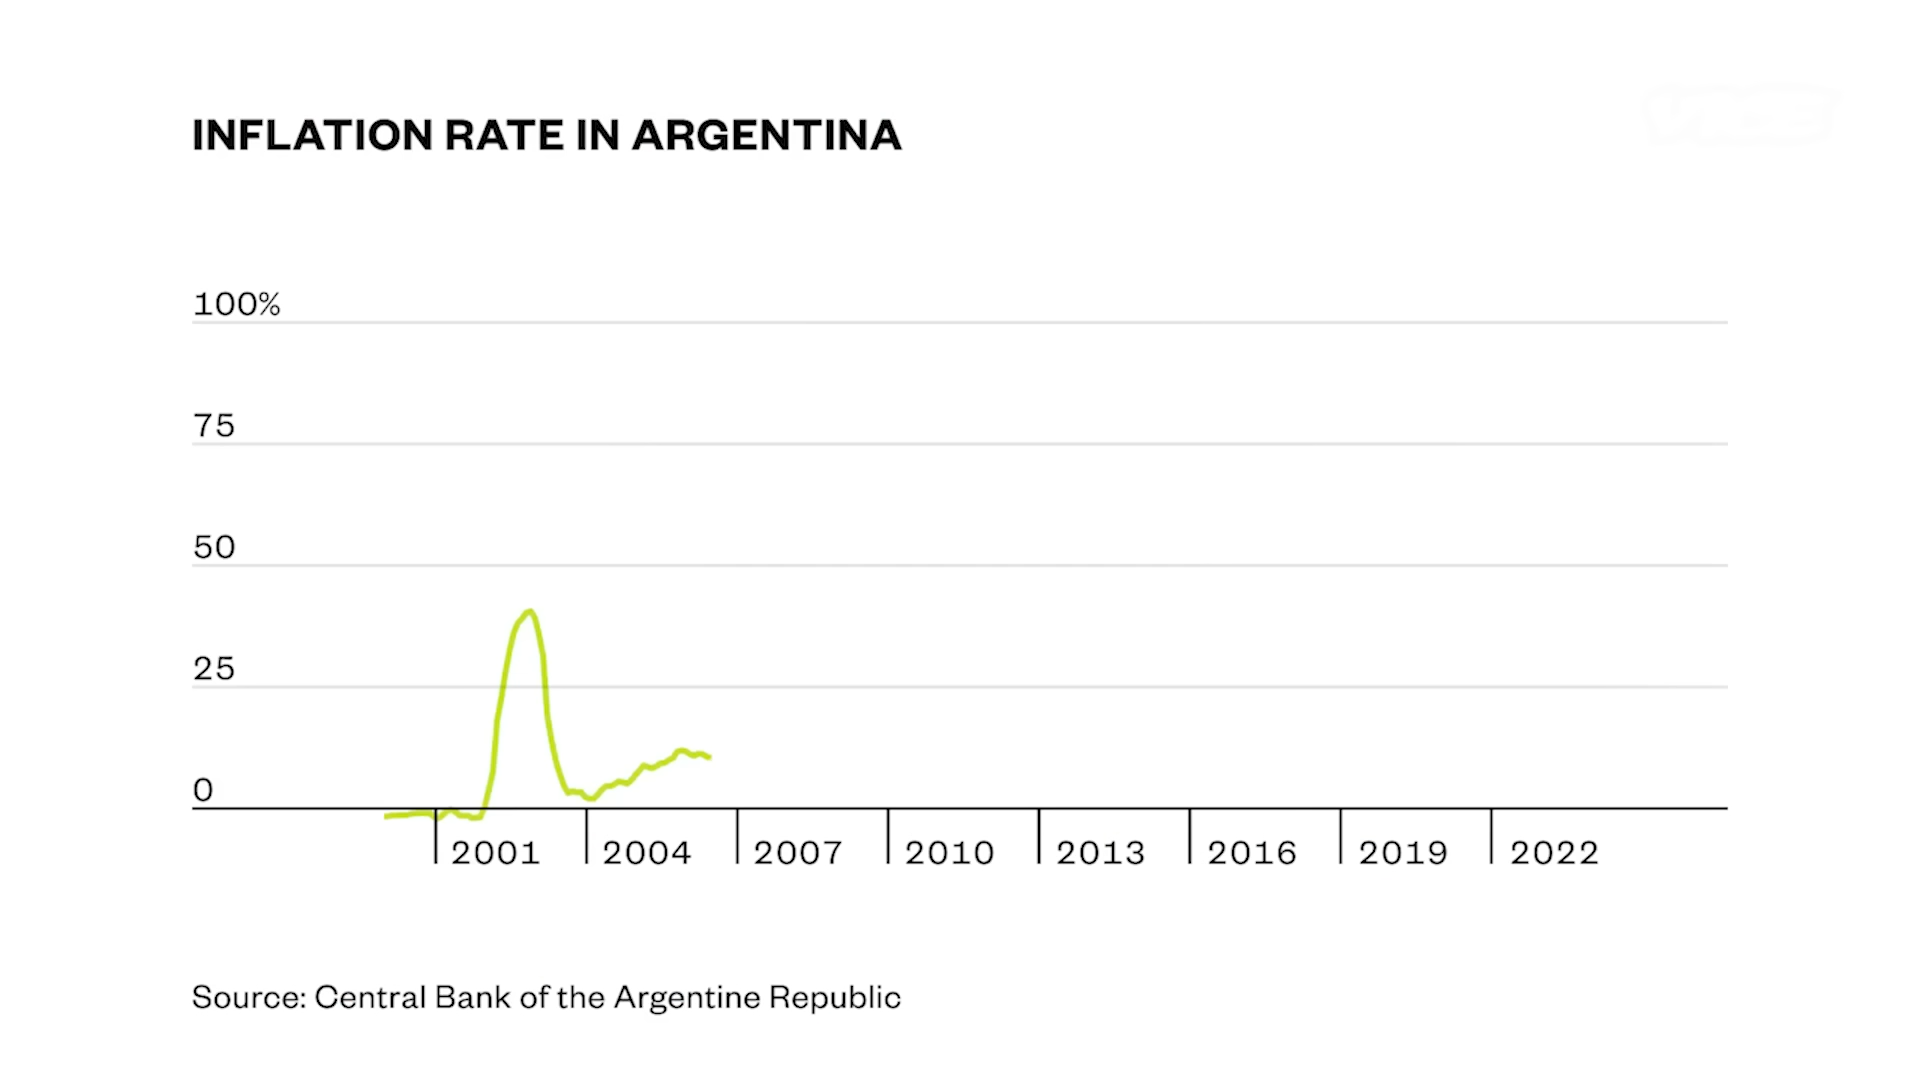 VICE
INFLATION RATE IN ARGENTINA
100%
75
50
25
0
2001 2004 2007 2010 2013 2016 2019 2022
Source: Central Bank of the Argentine Republic